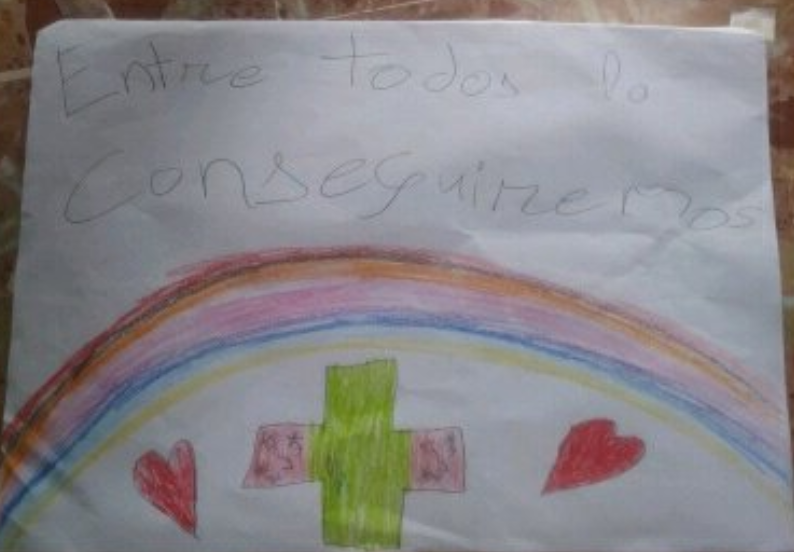 Entre todos lo
conseguiremos